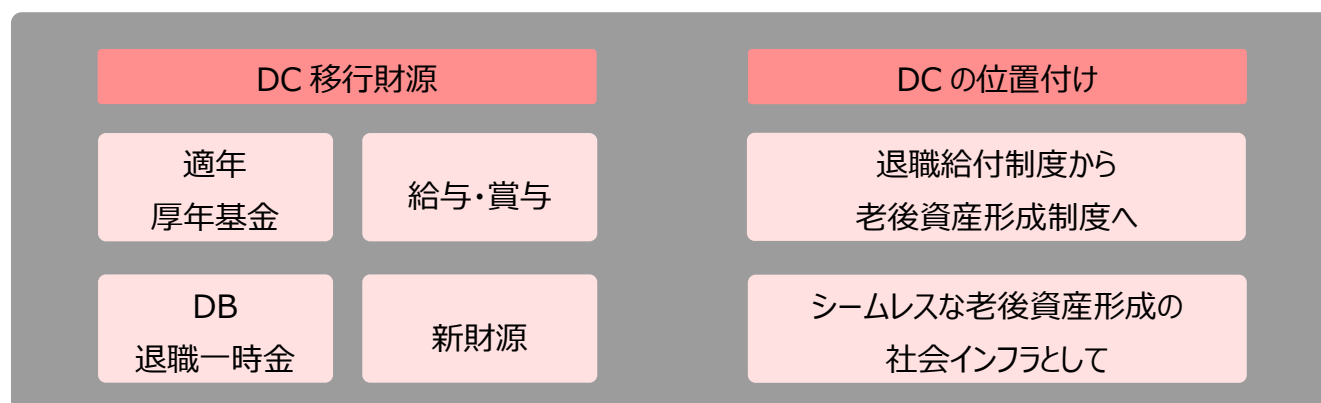 DC 移行財源
適年
厚年基金
給与・賞与
DB
退職一時金
新財源
DC の位置付け
退職給付制度から
老後資産形成制度へ
シームレスな老後資産形成の
社会インフラとして